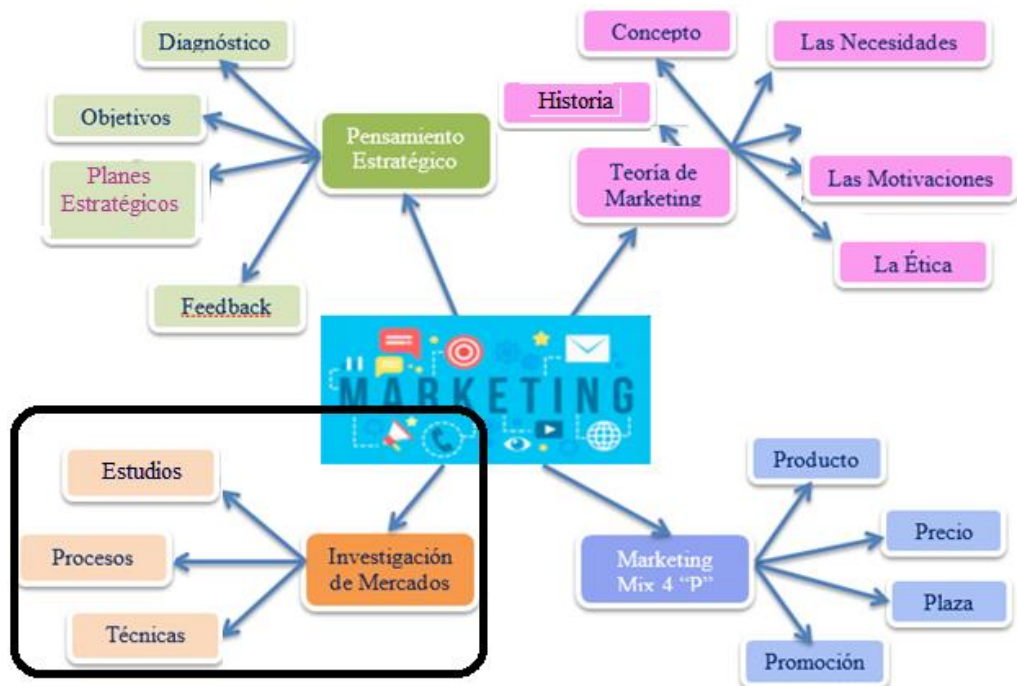 Diagnóstico
Objetivos
Planes
Estratégicos
Feedback
Pensamiento
Estratégico
Concepto
Historia
Teoría de
Marketing
Las Necesidades
Las Motivaciones
La Ética
MARKETING
Estudios
Procesos
Técnicas
Investigación
de Mercados
Marketing
Mix 4 “P”
Producto
Precio
Plaza
Promoción